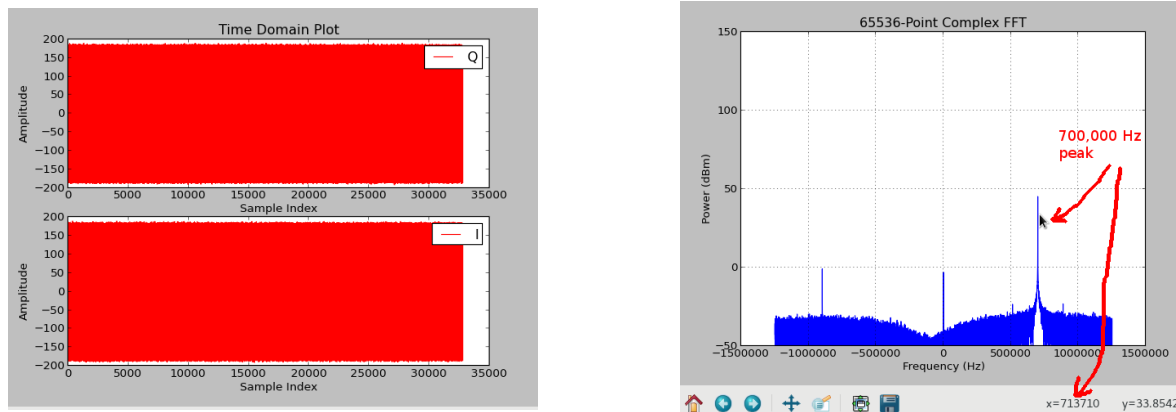 Time Domain Plot
200
150
100
50
0
−50
−100
−150
−200
Amplitude
Q
0 5000 10000 15000 20000 25000 30000 35000
Sample Index
200
150
100
50
0
−50
−100
−150
−200
Amplitude
I
0 5000 10000 15000 20000 25000 30000 35000
Sample Index
65536-Point Complex FFT
150
100
50
0
−50
Power (dBm)
700,000 Hz
peak
−1500000 −1000000 −500000 0 500000 1000000 1500000
Frequency (Hz)
x=713710 y=33.8542